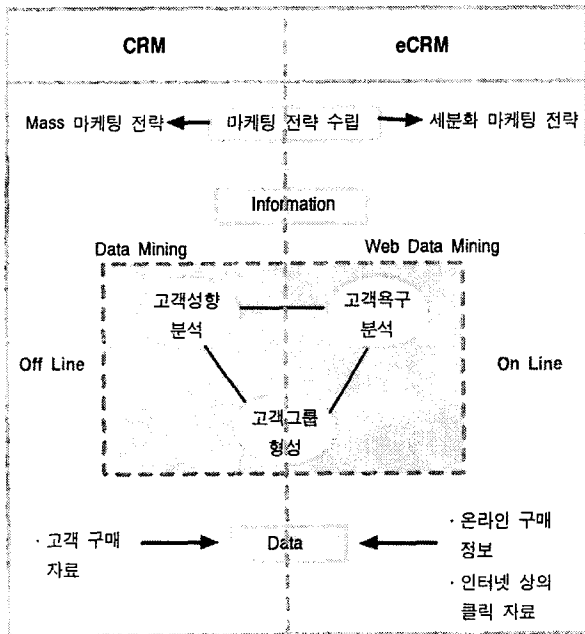 CRM
eCRM
Mass 마케팅 전략
마케팅 전략 수립
세분화 마케팅 전략
Information
Data Mining
Web Data Mining
고객성향
분석
고객욕구
분석
Off Line
On Line
고객그룹
형성
· 고객 구매
자료
Data
· 온라인 구매
정보
· 인터넷 상의
클릭 자료